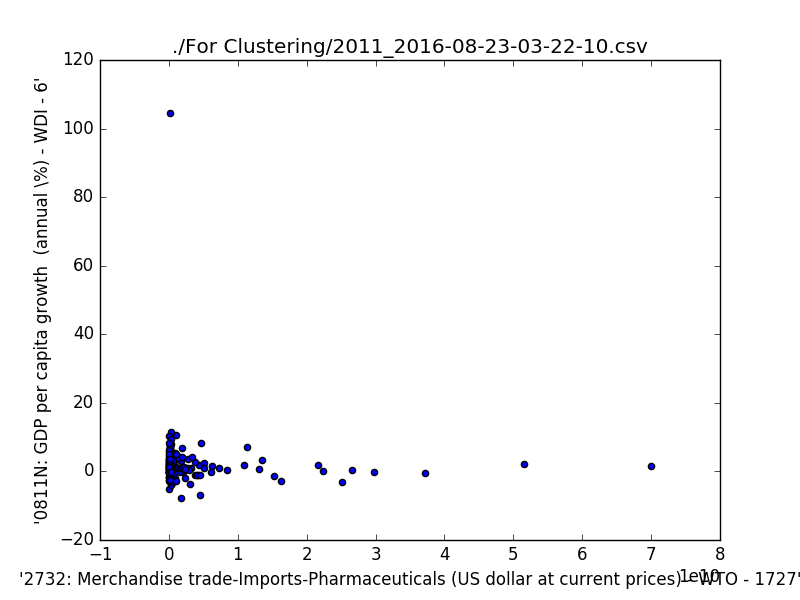 ./For Clustering/2011_2016-08-23-03-22-10.csv
'0811N: GDP per capita growth (annual \%) - WDI - 6'
120
100
80
60
40
20
0
−20
−1 0 1 2 3 4 5 6 7 8
1e10
'2732: Merchandise trade-Imports-Pharmaceuticals (US dollar at current prices) - WTO - 1727'